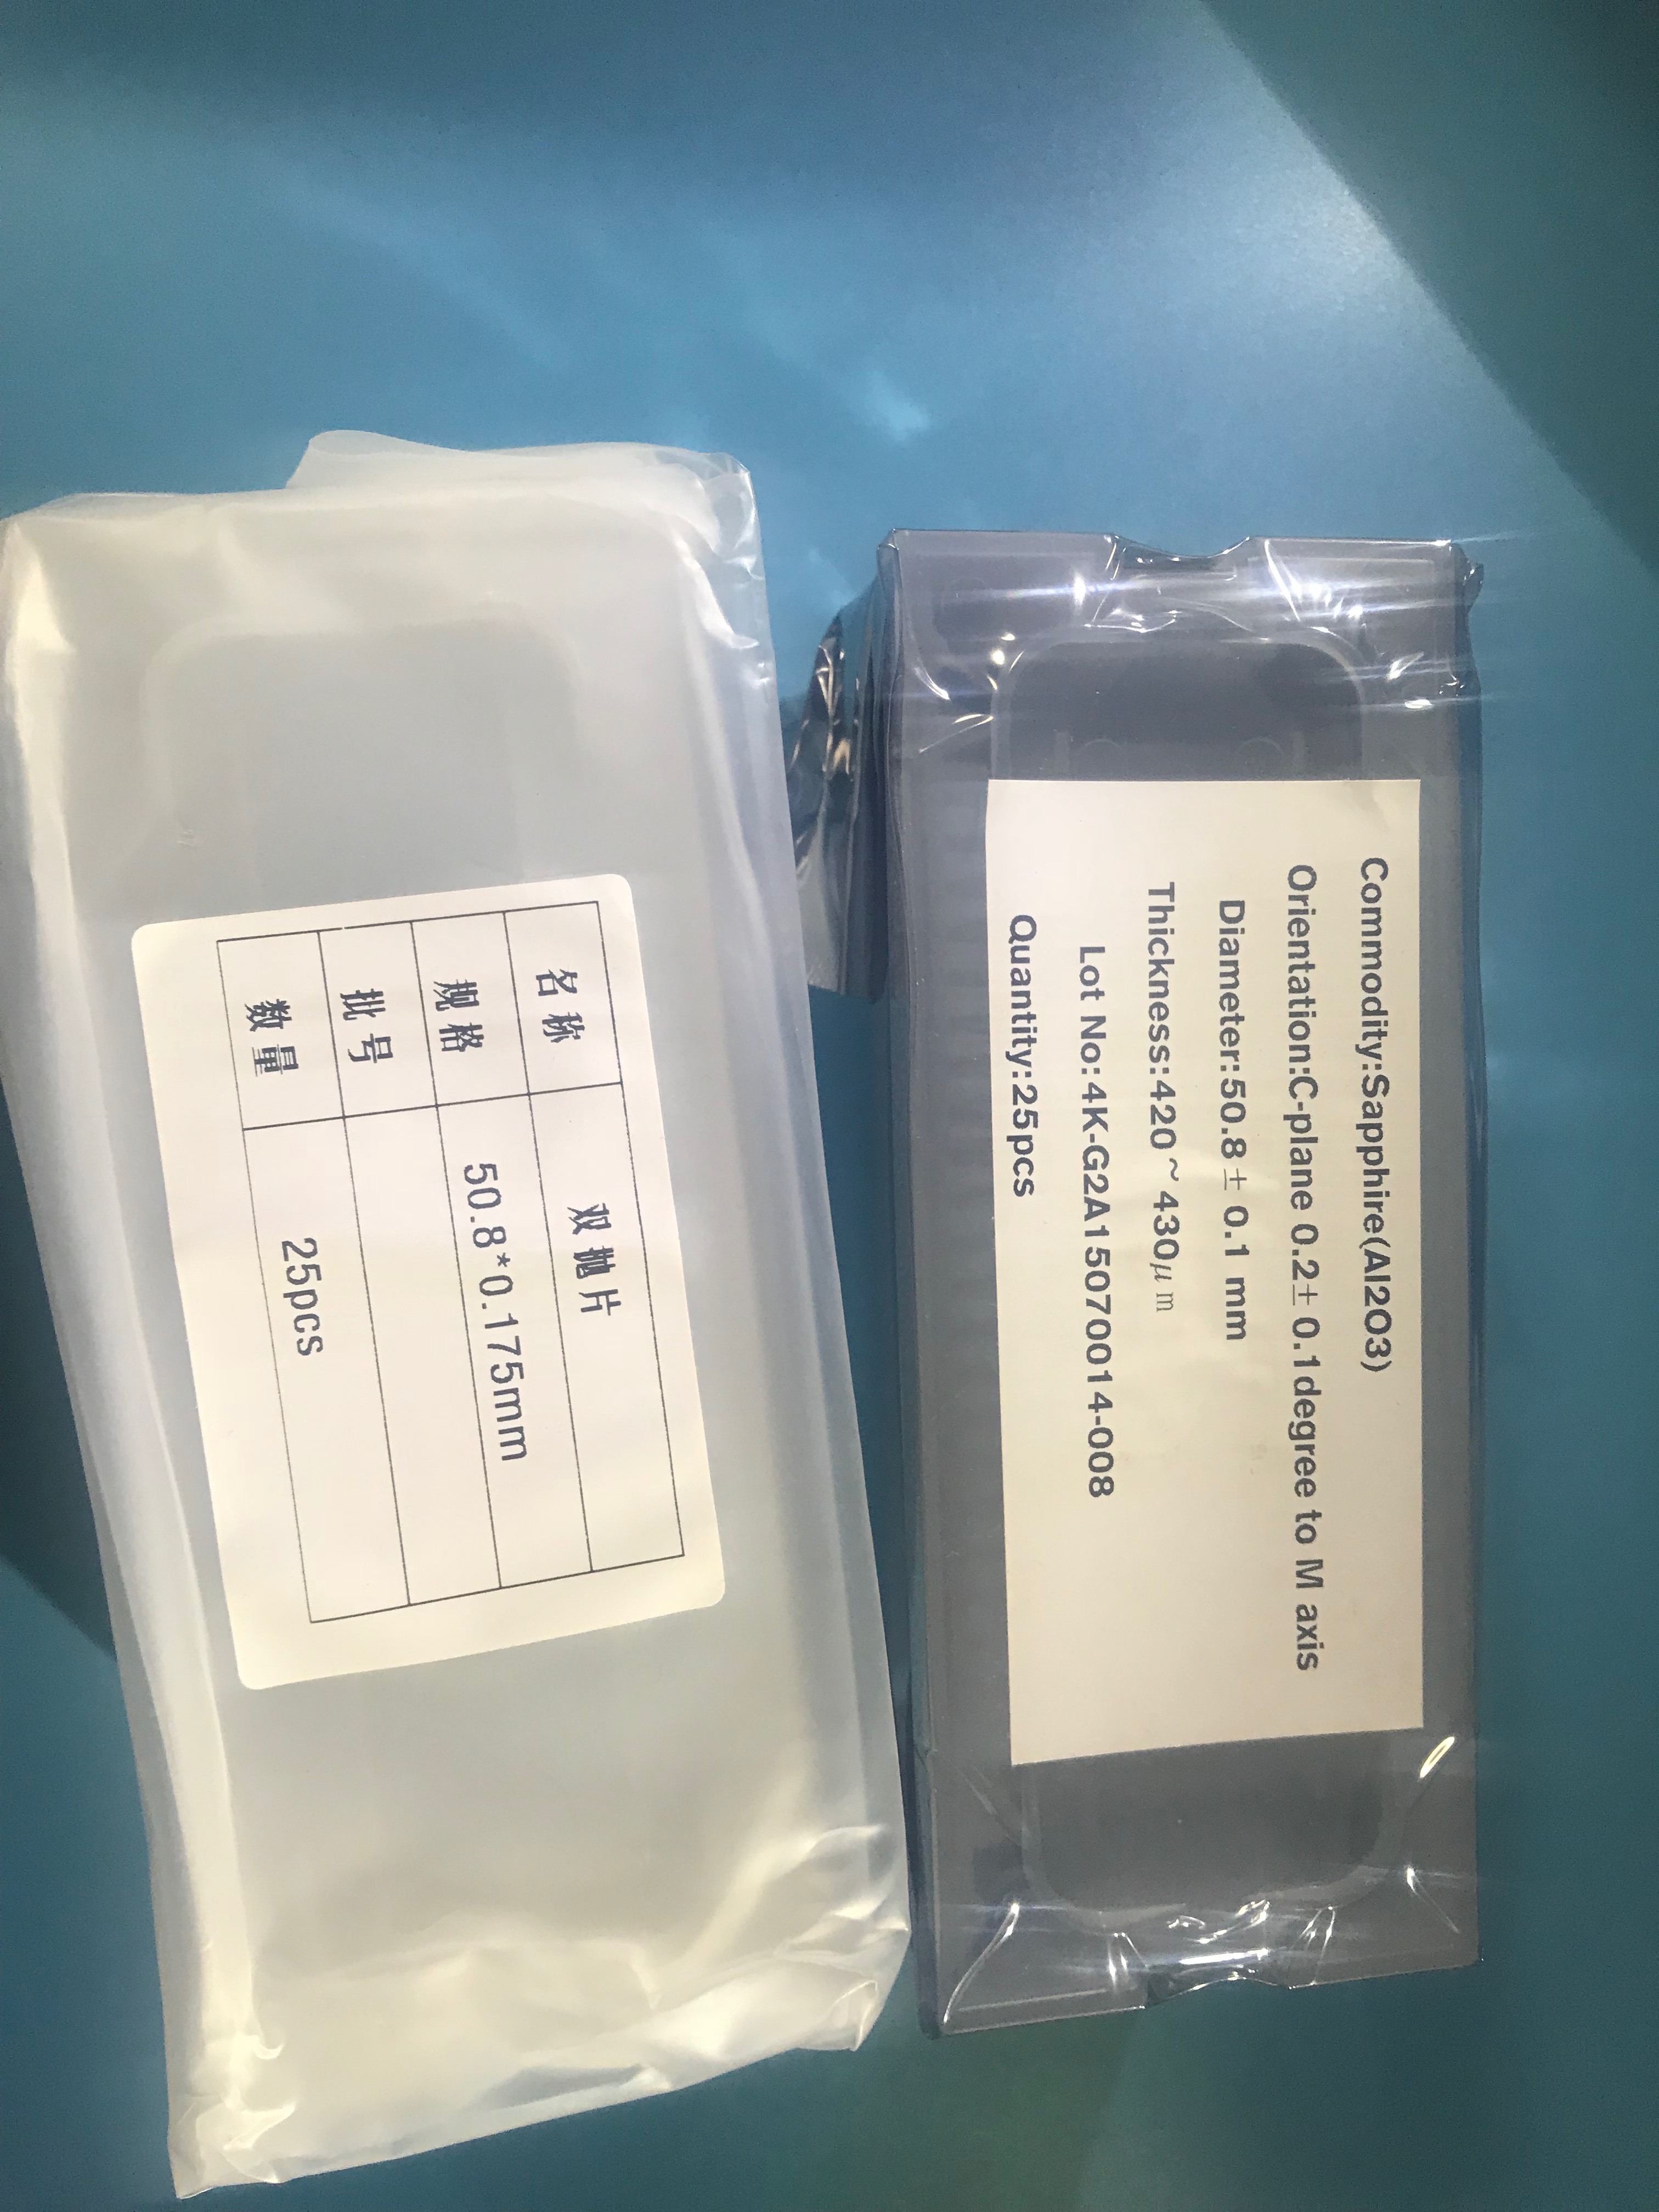 Commodity:Sapphire(Al2O3)
Orientation:C-plane 0.2± 0.1degree to M axis
Diameter:50.8± 0.1 mm
Thickness:420~430μm
Lot No:4K-G2A15070014-008
Quantity:25pcs
名称 双抛片
规格 50.8*0.175mm
批号
数量 25pcs